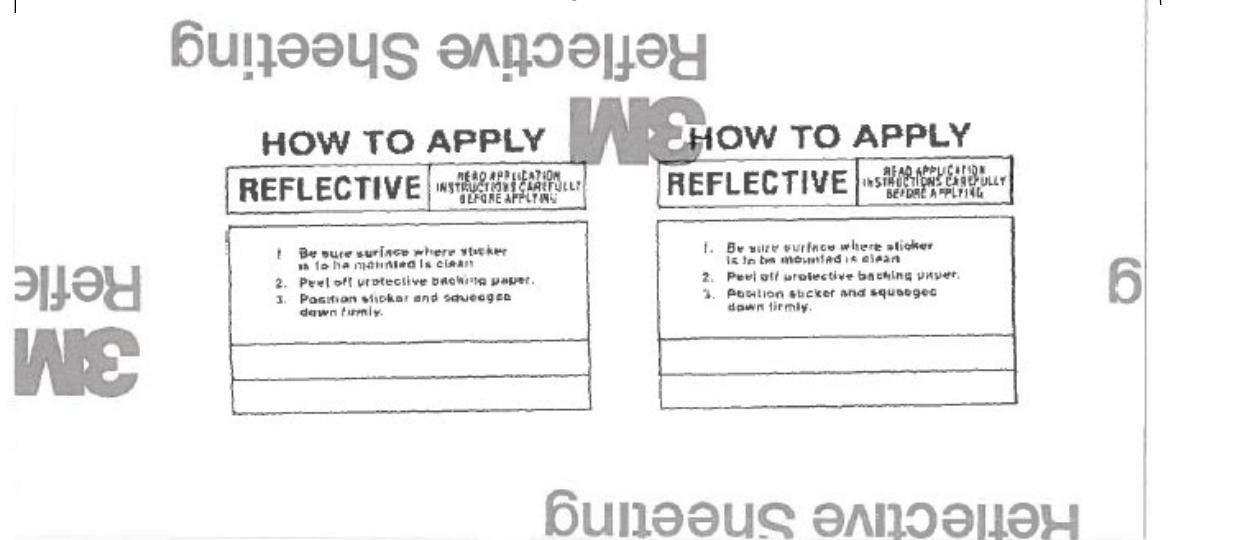 Reflective Sheeting
3M
HOW TO APPLY
REFLECTIVE
READ APPLICATION
INSTRUCTIONS CAREFULLY
BEFORE APPLYING
1. Be sure surface where sticker
is to be mounted is clean
2. Peel off protective backing paper.
3. Position sticker and squeegee
down firmly.
HOW TO APPLY
REFLECTIVE
READ APPLICATION
INSTRUCTIONS CAREFULLY
BEFORE APPLYING
1. Be sure surface where sticker
is to be mounted is clean
2. Peel off protective backing paper.
3. Position sticker and squeegee
down firmly.
Refle
3M
g
Reflective Sheeting